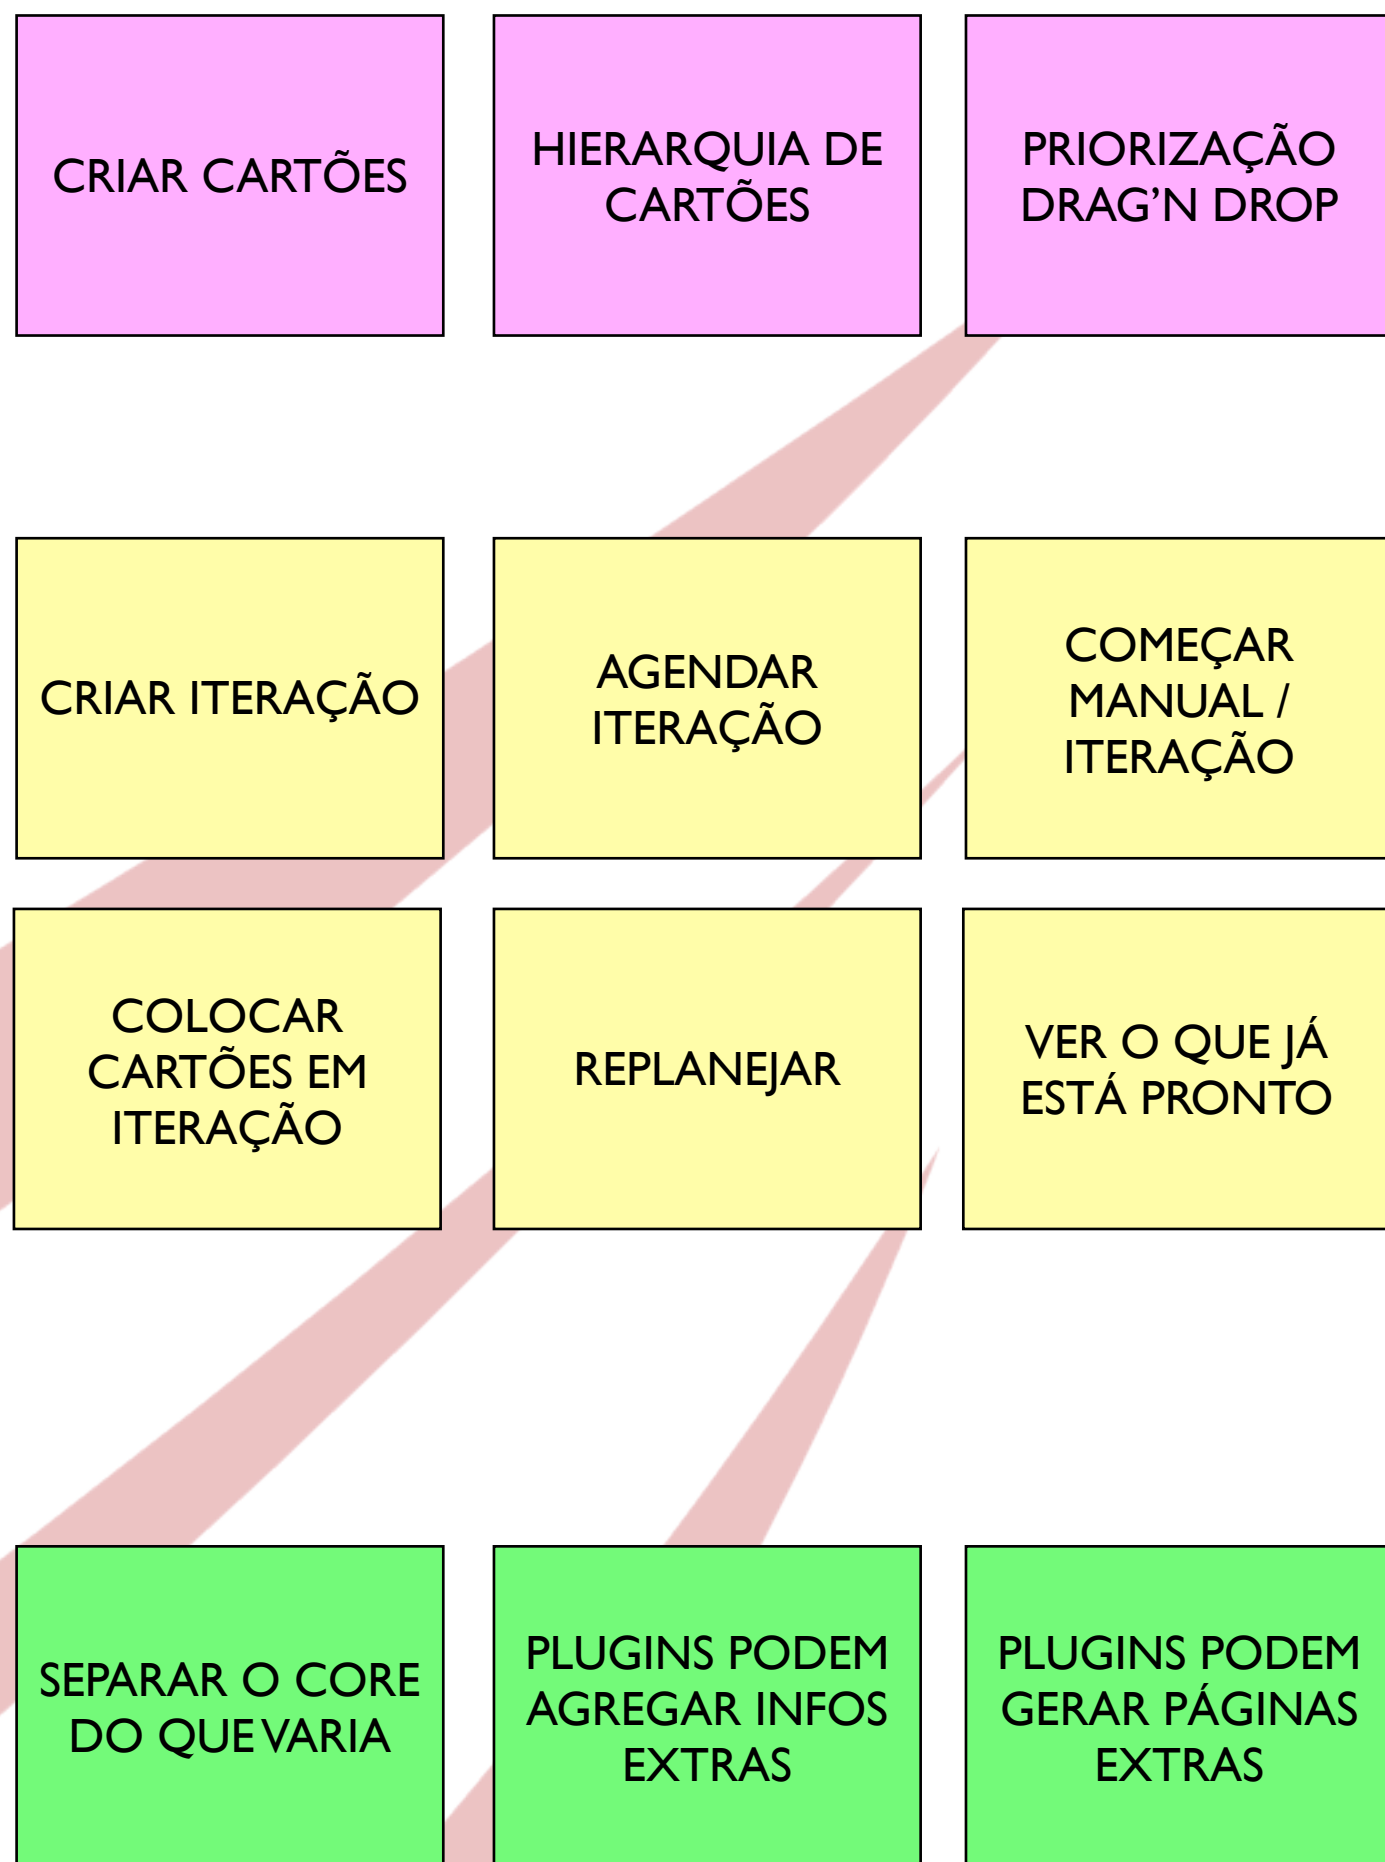 CRIAR CARTÕES
HIERARQUIA DE
CARTÕES
PRIORIZAÇÃO
DRAG’N DROP
CRIAR ITERAÇÃO
AGENDAR
ITERAÇÃO
COMEÇAR
MANUAL /
ITERAÇÃO
COLOCAR
CARTÕES EM
ITERAÇÃO
REPLANEJAR
VER O QUE JÁ
ESTÁ PRONTO
SEPARAR O CORE
DO QUE VARIA
PLUGINS PODEM
AGREGAR INFOS
EXTRAS
PLUGINS PODEM
GERAR PÁGINAS
EXTRAS